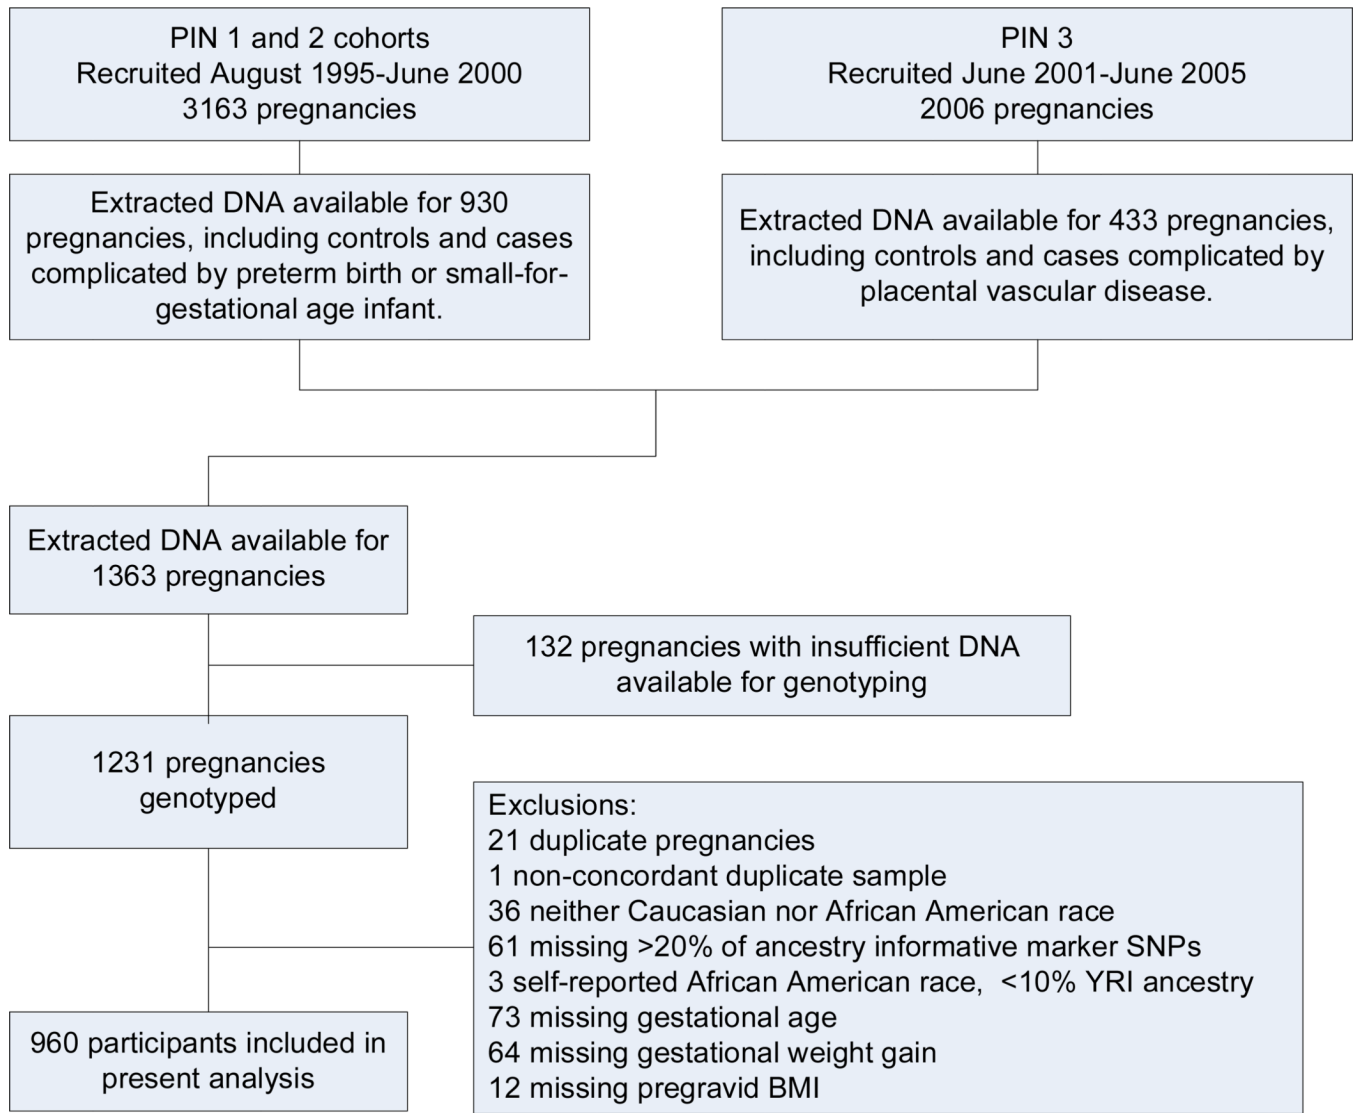 PIN 1 and 2 cohorts
Recruited August 1995-June 2000
3163 pregnancies
PIN 3
Recruited June 2001-June 2005
2006 pregnancies
Extracted DNA available for 930
pregnancies, including controls and cases
complicated by preterm birth or small-for-
gestational age infant.
Extracted DNA available for 433 pregnancies,
including controls and cases complicated by
placental vascular disease.
Extracted DNA available for
1363 pregnancies
132 pregnancies with insufficient DNA
available for genotyping
1231 pregnancies
genotyped
Exclusions:
21 duplicate pregnancies
1 non-concordant duplicate sample
36 neither Caucasian nor African American race
61 missing >20% of ancestry informative marker SNPs
3 self-reported African American race,  <10% YRI ancestry
73 missing gestational age
64 missing gestational weight gain
12 missing pregravid BMI
960 participants included in
present analysis